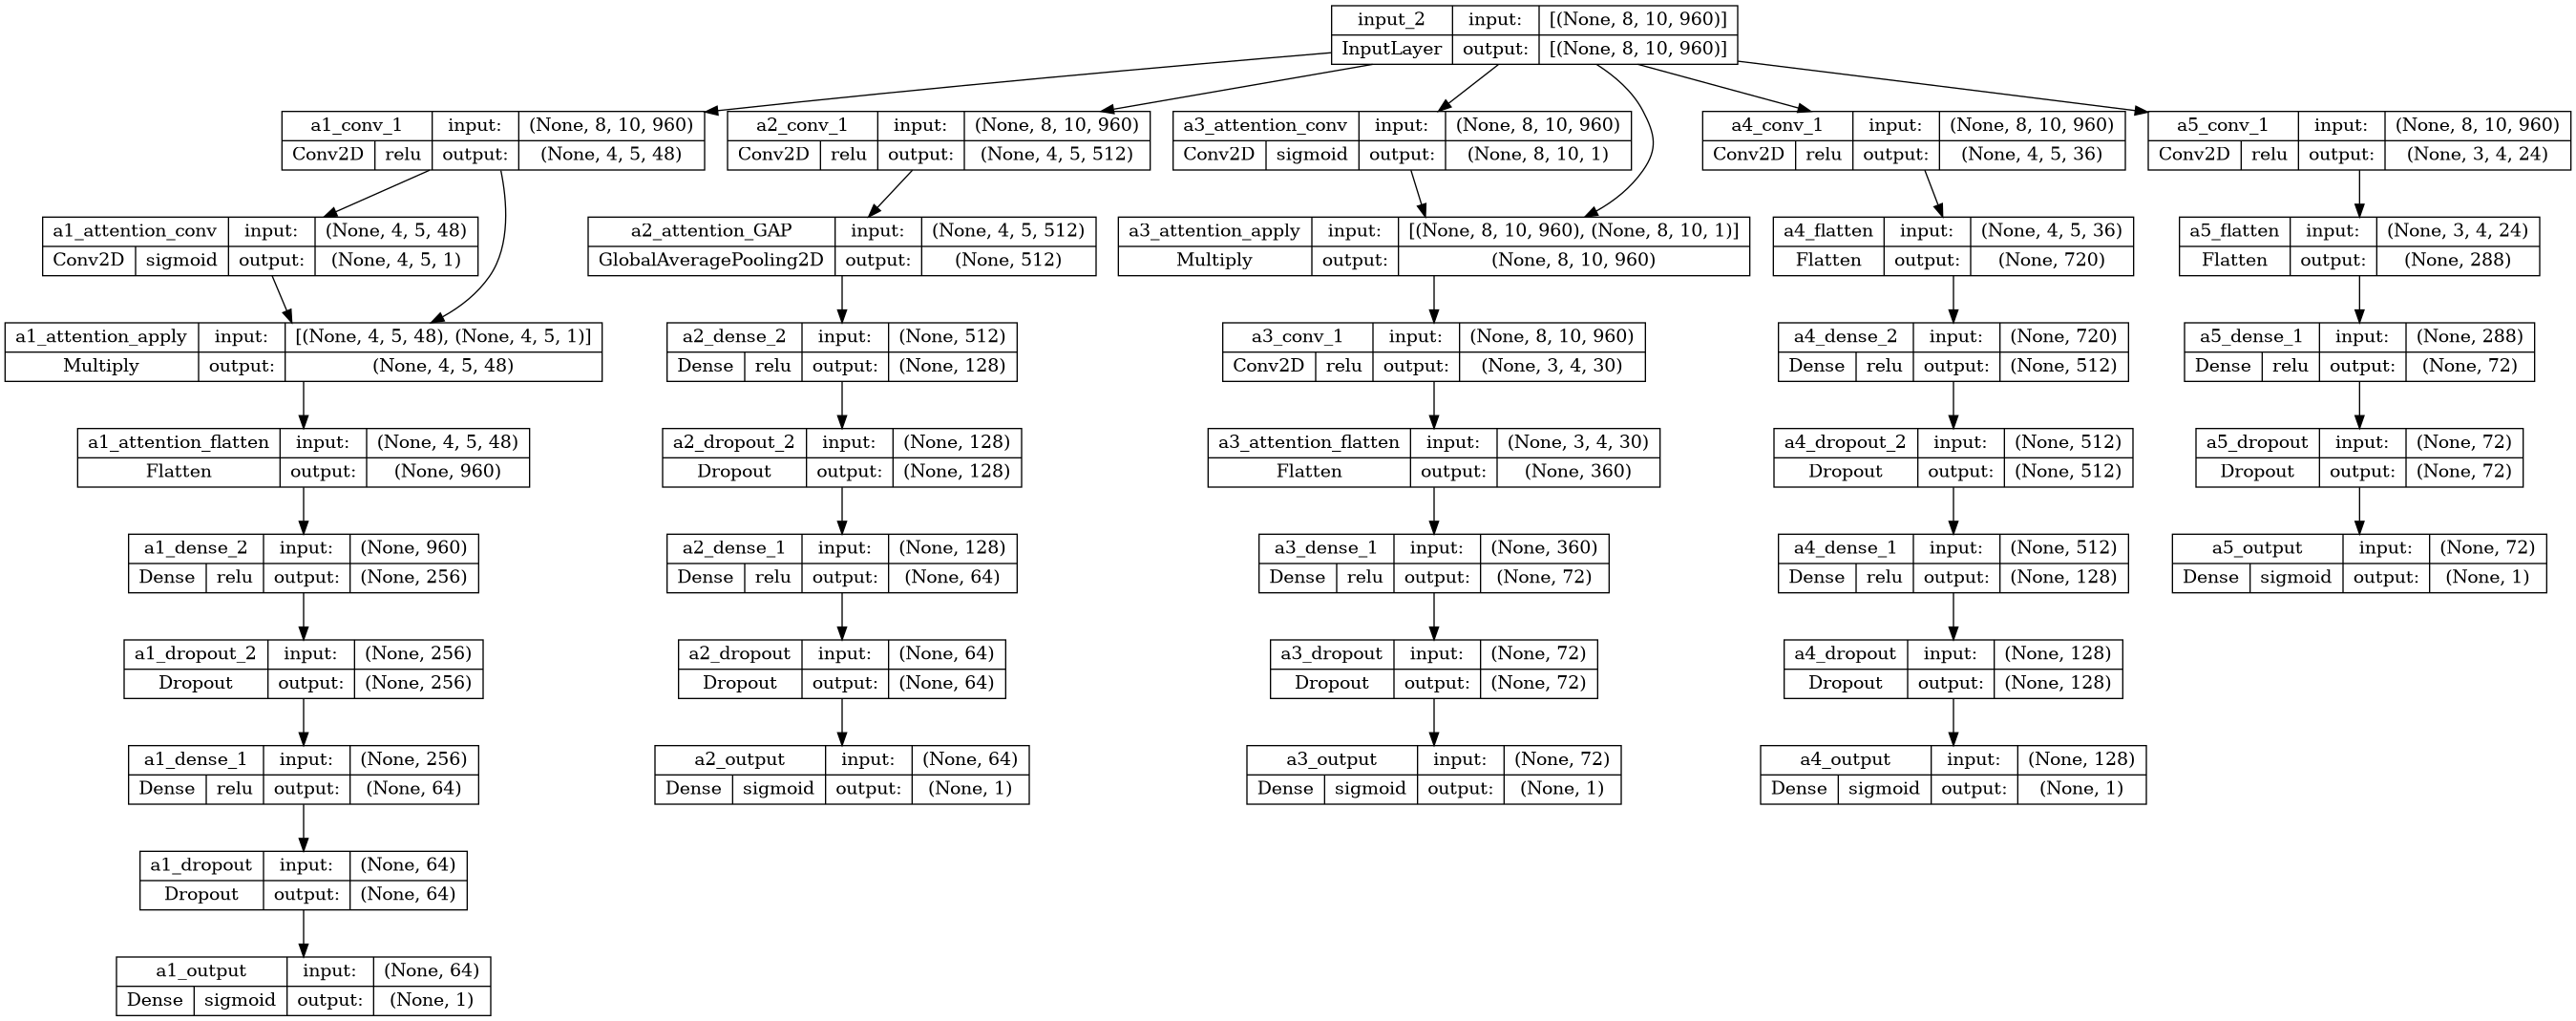 input_2 input: [(None, 8, 10, 960)]
InputLayer output: [(None, 8, 10, 960)]
a1_conv_1 input: (None, 8, 10, 960)
Conv2D relu output: (None, 4, 5, 48)
a2_conv_1 input: (None, 8, 10, 960)
Conv2D relu output: (None, 4, 5, 512)
a3_attention_conv input: (None, 8, 10, 960)
Conv2D sigmoid output: (None, 8, 10, 1)
a4_conv_1 input: (None, 8, 10, 960)
Conv2D relu output: (None, 4, 5, 36)
a5_conv_1 input: (None, 8, 10, 960)
Conv2D relu output: (None, 3, 4, 24)
a1_attention_conv input: (None, 4, 5, 48)
Conv2D sigmoid output: (None, 4, 5, 1)
a2_attention_GAP input: (None, 4, 5, 512)
GlobalAveragePooling2D output: (None, 512)
a3_attention_apply input: [(None, 8, 10, 960), (None, 8, 10, 1)]
Multiply output: (None, 8, 10, 960)
a4_flatten input: (None, 4, 5, 36)
Flatten output: (None, 720)
a5_flatten input: (None, 3, 4, 24)
Flatten output: (None, 288)
a1_attention_apply input: [(None, 4, 5, 48), (None, 4, 5, 1)]
Multiply output: (None, 4, 5, 48)
a2_dense_2 input: (None, 512)
Dense relu output: (None, 128)
a3_conv_1 input: (None, 8, 10, 960)
Conv2D relu output: (None, 3, 4, 30)
a4_dense_2 input: (None, 720)
Dense relu output: (None, 512)
a5_dense_1 input: (None, 288)
Dense relu output: (None, 72)
a1_attention_flatten input: (None, 4, 5, 48)
Flatten output: (None, 960)
a2_dropout_2 input: (None, 128)
Dropout output: (None, 128)
a3_attention_flatten input: (None, 3, 4, 30)
Flatten output: (None, 360)
a4_dropout_2 input: (None, 512)
Dropout output: (None, 512)
a5_dropout input: (None, 72)
Dropout output: (None, 72)
a1_dense_2 input: (None, 960)
Dense relu output: (None, 256)
a2_dense_1 input: (None, 128)
Dense relu output: (None, 64)
a3_dense_1 input: (None, 360)
Dense relu output: (None, 72)
a4_dense_1 input: (None, 512)
Dense relu output: (None, 128)
a5_output input: (None, 72)
Dense sigmoid output: (None, 1)
a1_dropout_2 input: (None, 256)
Dropout output: (None, 256)
a2_dropout input: (None, 64)
Dropout output: (None, 64)
a3_dropout input: (None, 72)
Dropout output: (None, 72)
a4_dropout input: (None, 128)
Dropout output: (None, 128)
a1_dense_1 input: (None, 256)
Dense relu output: (None, 64)
a2_output input: (None, 64)
Dense sigmoid output: (None, 1)
a3_output input: (None, 72)
Dense sigmoid output: (None, 1)
a4_output input: (None, 128)
Dense sigmoid output: (None, 1)
a1_dropout input: (None, 64)
Dropout output: (None, 64)
a1_output input: (None, 64)
Dense sigmoid output: (None, 1)